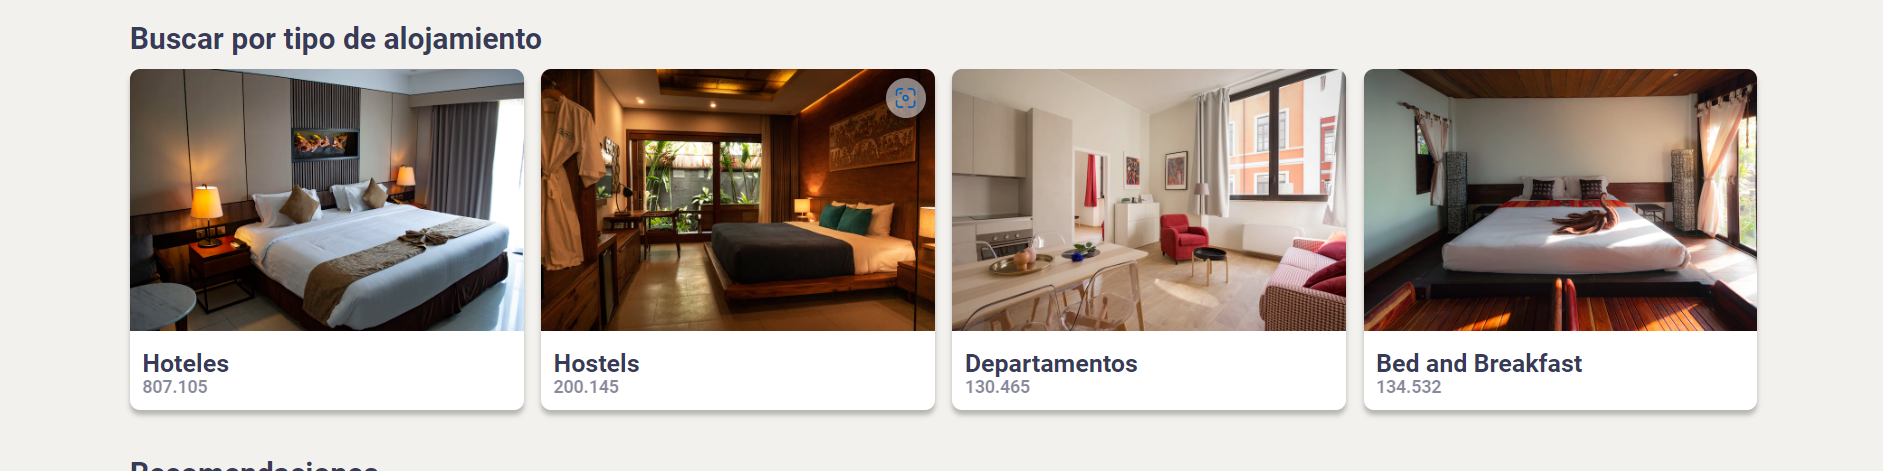 Buscar por tipo de alojamiento
Hoteles
807.105
Hostels
200.145
Departamentos
130.465
Bed and Breakfast
134.532
Recomendaciones